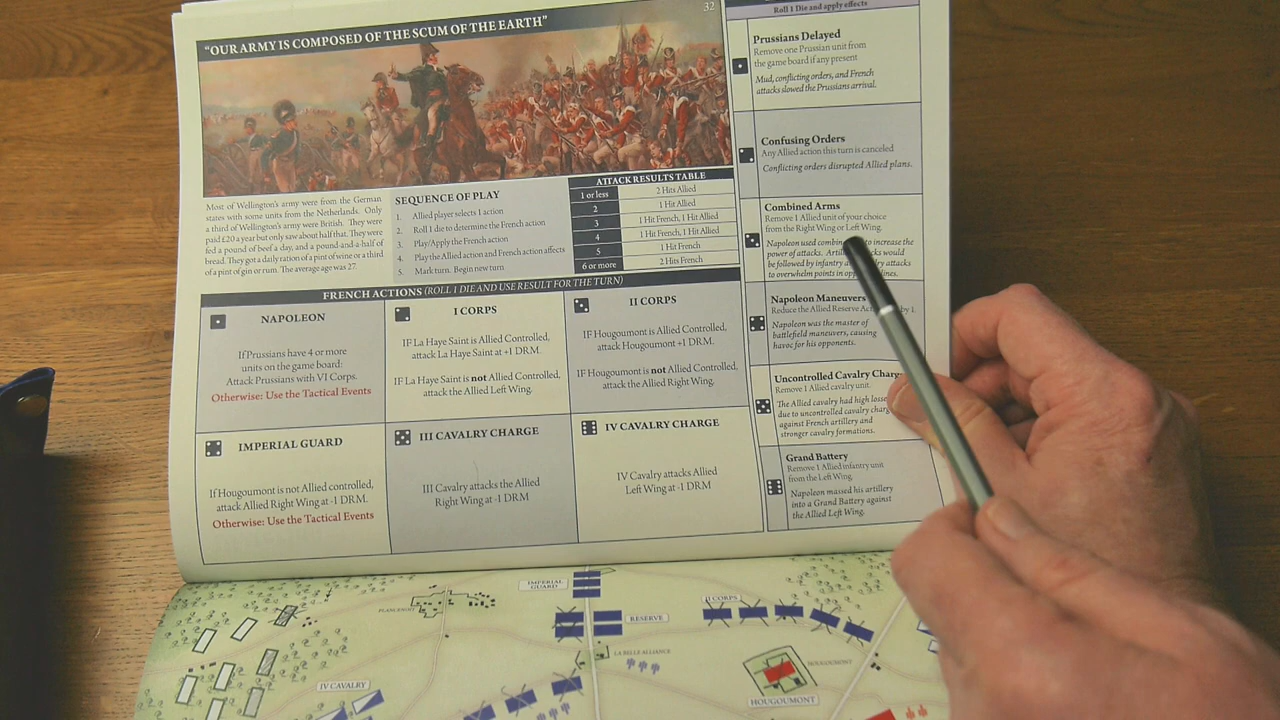 32
"OUR ARMY IS COMPOSED OF THE SCUM OF THE EARTH"
Most of Wellington's army were from the German
states with some units from the Netherlands. Only
a third of Wellington's army were British. They were
paid £20 a year but only saw about half that. They were
fed a pound of beef a day, and a pound-and-a-half of
bread. They got a daily ration of a pint of wine or a third
of a pint of gin or rum. The average age was 27.
SEQUENCE OF PLAY
1. Allied player selects 1 action
2. Roll 1 die to determine the French action
3. Play/Apply the French action
4. Play the Allied action and French action affects
5. Mark turn. Begin new turn
ATTACK RESULTS TABLE
1 or less 2 Hits Allied
2 1 Hit Allied
3 1 Hit French, 1 Hit Allied
4 1 Hit French, 1 Hit Allied
5 1 Hit French
6 or more 2 Hits French
FRENCH ACTIONS (ROLL 1 DIE AND USE RESULT FOR THE TURN)
NAPOLEON
If Prussians have 4 or more
units on the game board:
Attack Prussians with VI Corps.
Otherwise: Use the Tactical Events
I CORPS
IF La Haye Saint is Allied Controlled,
attack La Haye Saint at +1 DRM.
IF La Haye Saint is not Allied Controlled,
attack the Allied Left Wing.
II CORPS
IF Hougoumont is Allied Controlled,
attack Hougoumont +1 DRM.
IF Hougoumont is not Allied Controlled,
attack the Allied Right Wing.
IMPERIAL GUARD
If Hougoumont is not Allied controlled,
attack Allied Right Wing at -1 DRM.
Otherwise: Use the Tactical Events
III CAVALRY CHARGE
III Cavalry attacks the Allied
Right Wing at -1 DRM
IV CAVALRY CHARGE
IV Cavalry attacks Allied
Left Wing at -1 DRM
Roll 1 Die and apply effects
Prussians Delayed
Remove one Prussian unit from
the game board if any present
Mud, conflicting orders, and French
attacks slowed the Prussians arrival.
Confusing Orders
Any Allied action this turn is canceled
Conflicting orders disrupted Allied plans.
Combined Arms
Remove 1 Allied unit of your choice
from the Right Wing or Left Wing.
Napoleon used to increase the
power of attacks. would
be followed by infantry attacks
to overwhelm points in
Napoleon Maneuvers
Reduce the Allied Reserve by 1
Napoleon was the master of
battlefield maneuvers, causing
havoc for his opponents.
Uncontrolled Cavalry Charge
Remove 1 Allied cavalry unit.
The Allied cavalry had high
due to uncontrolled cavalry
against French artillery and
stronger cavalry formations.
Grand Battery
Remove 1 Allied infantry unit
from the Left Wing.
Napoleon massed his artillery
into a Grand Battery against
the Allied Left Wing.
IMPERIAL
GUARD
PLANCENOIT
RESERVE
II CORPS
LA BELLE ALLIANCE
HOUGOUMONT
HOUGOUMONT
IV CAVALRY